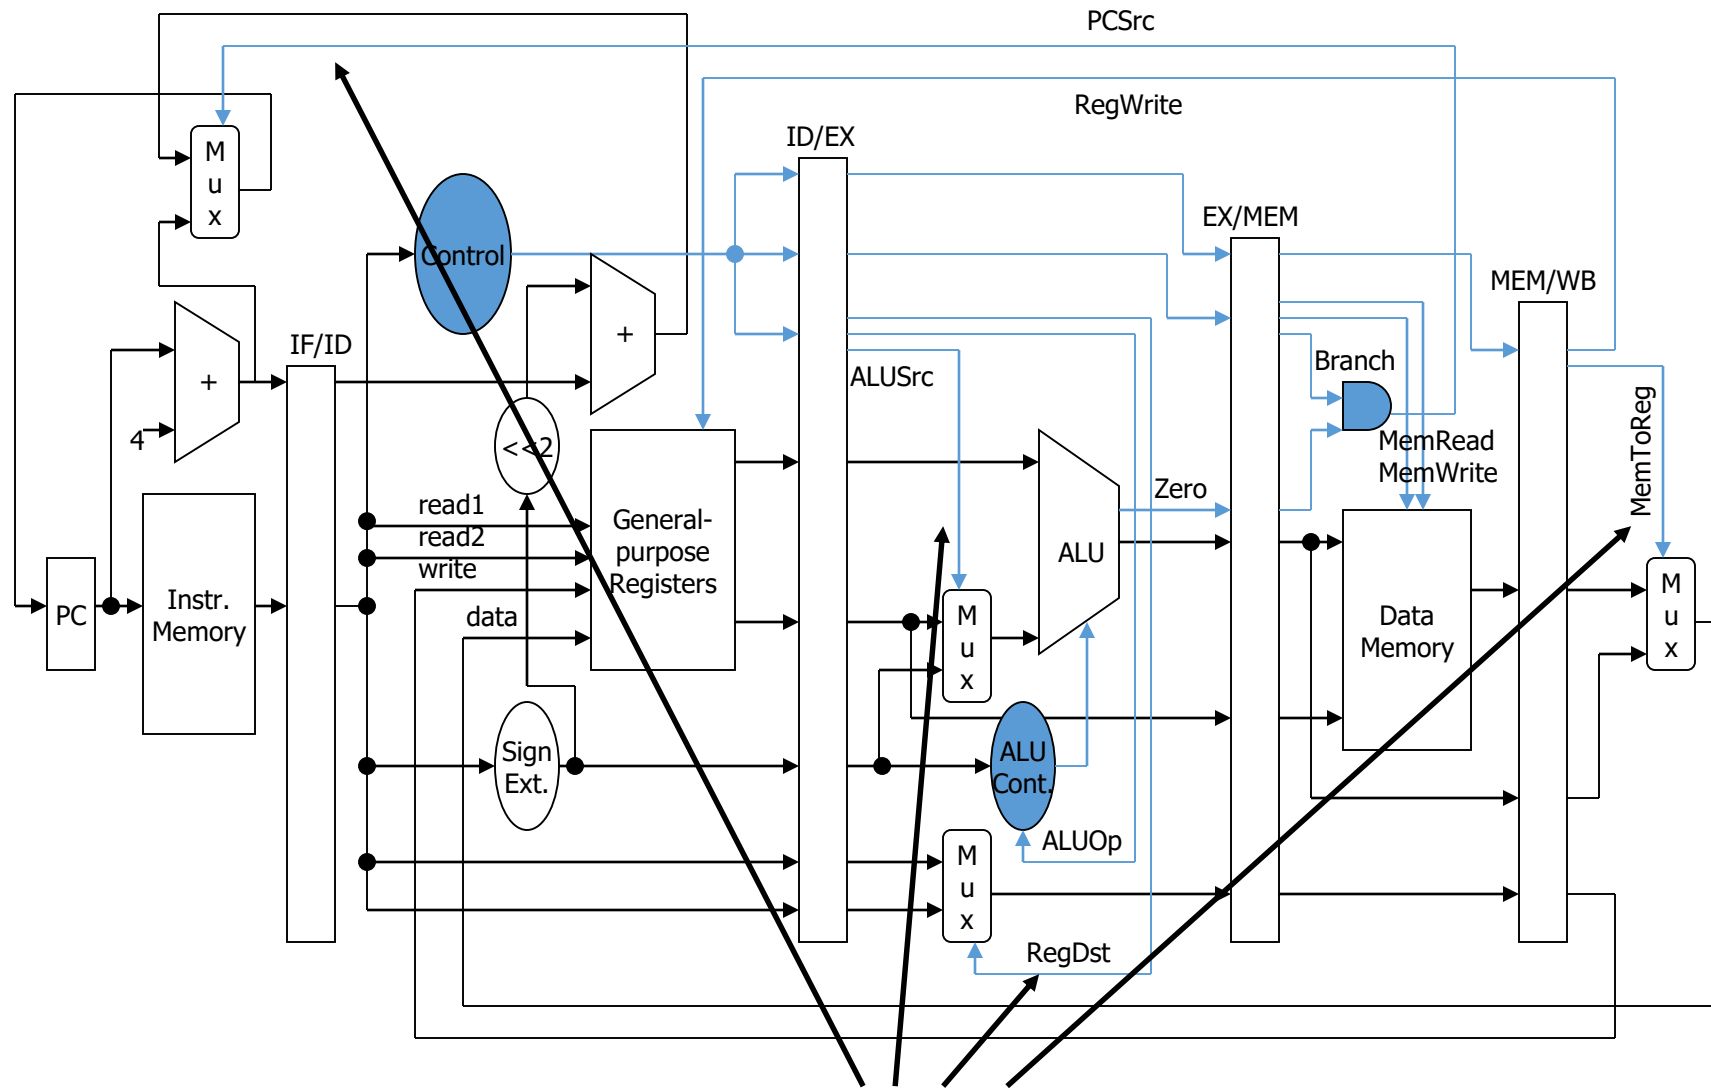 PCSrc
RegWrite
M
u
x
ID/EX
Control
EX/MEM
MEM/WB
+
IF/ID
+
4
ALUSrc
Branch
<<2
MemRead
MemWrite
MemToReg
Zero
read1
read2
write
data
General-
purpose
Registers
ALU
PC
Instr.
Memory
M
u
x
Data
Memory
M
u
x
Sign
Ext.
ALU
Cont.
ALUOp
M
u
x
RegDst